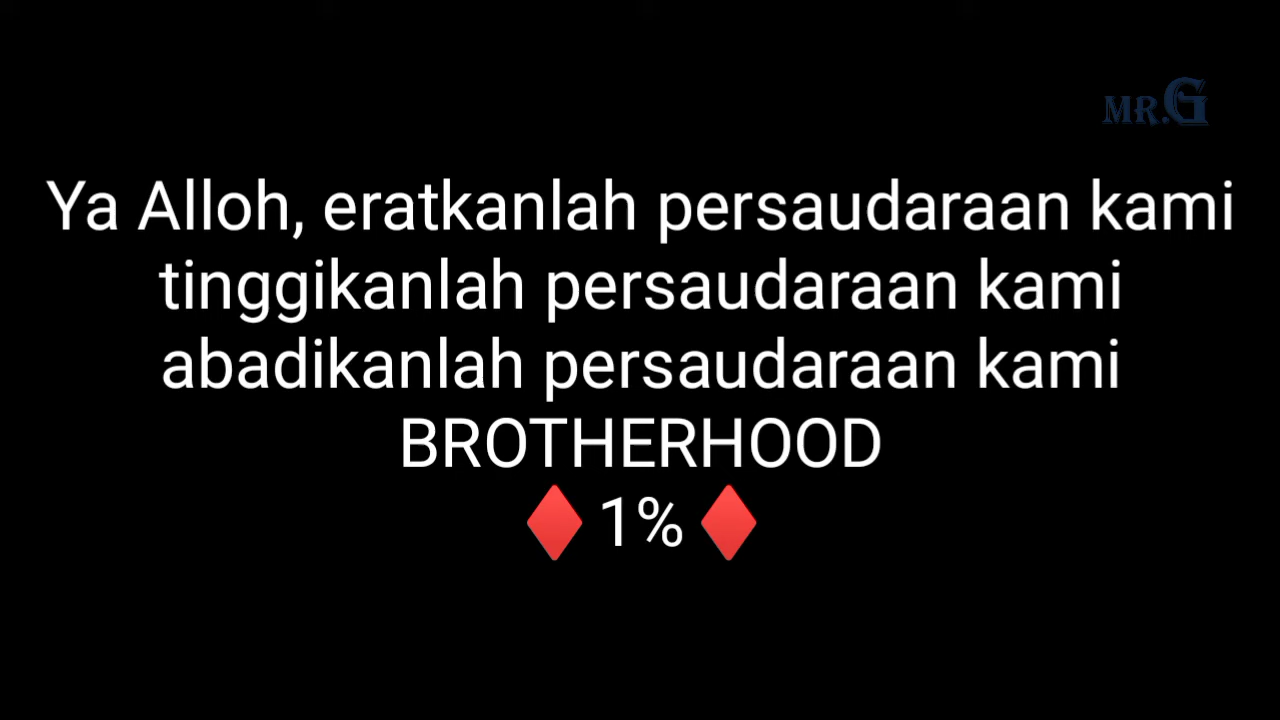 MR.G
Ya Alloh, eratkanlah persaudaraan kami
tinggikanlah persaudaraan kami
abadikanlah persaudaraan kami
BROTHERHOOD
♦️1%♦️